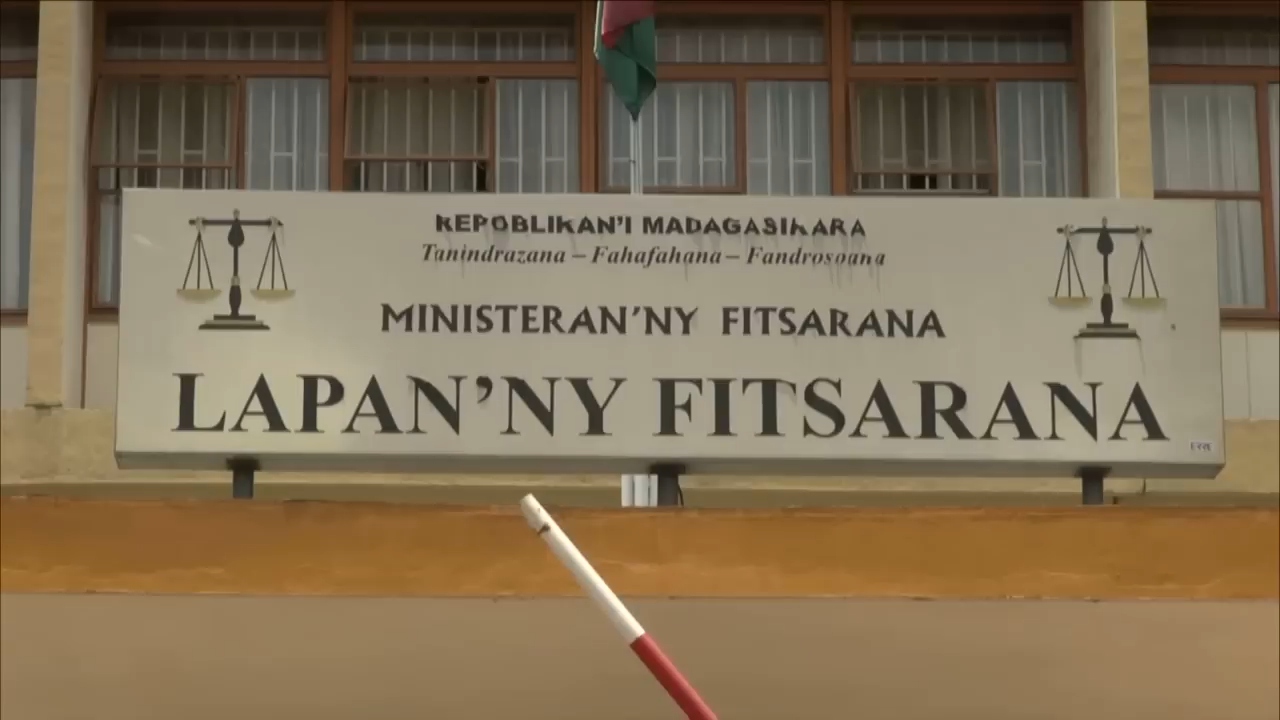 REPOBLIKAN'I MADAGASIKARA
Tanindrazana – Fahafahana – Fandrosoana
MINISTERAN'NY FITSARANA
LAPAN'NY FITSARANA